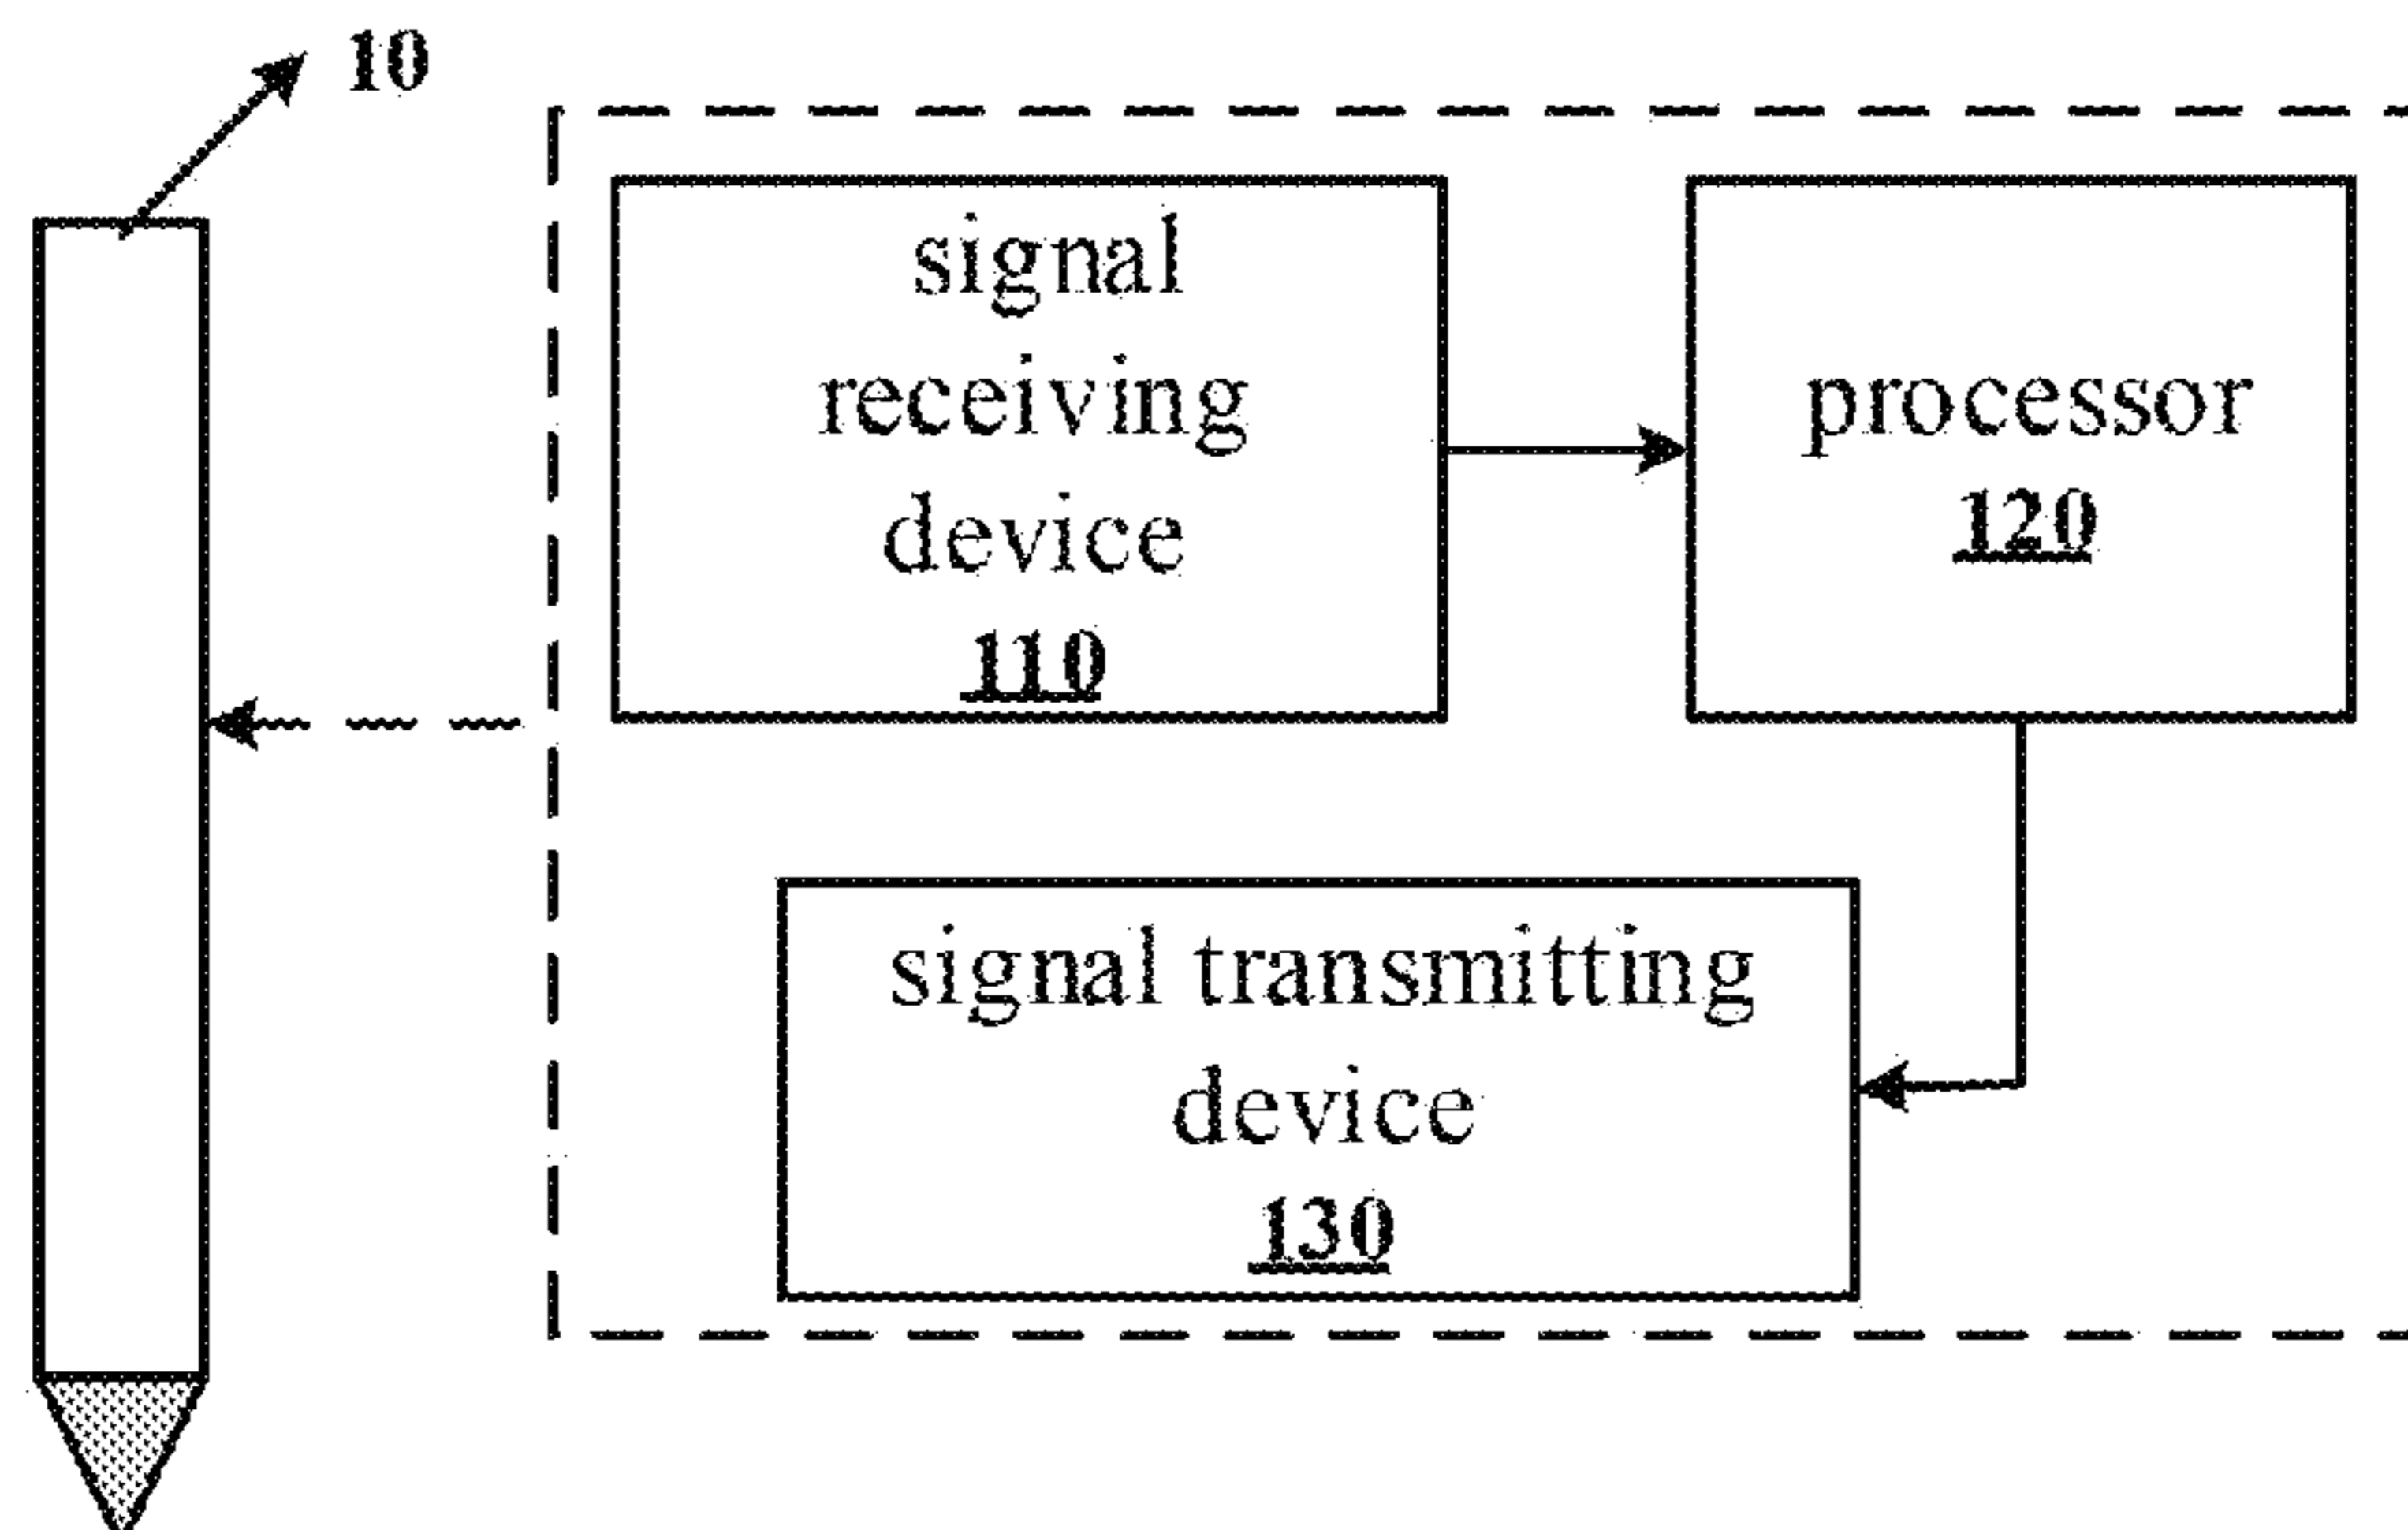 10
signal
receiving
device
110
processor
120
signal transmitting
device
130